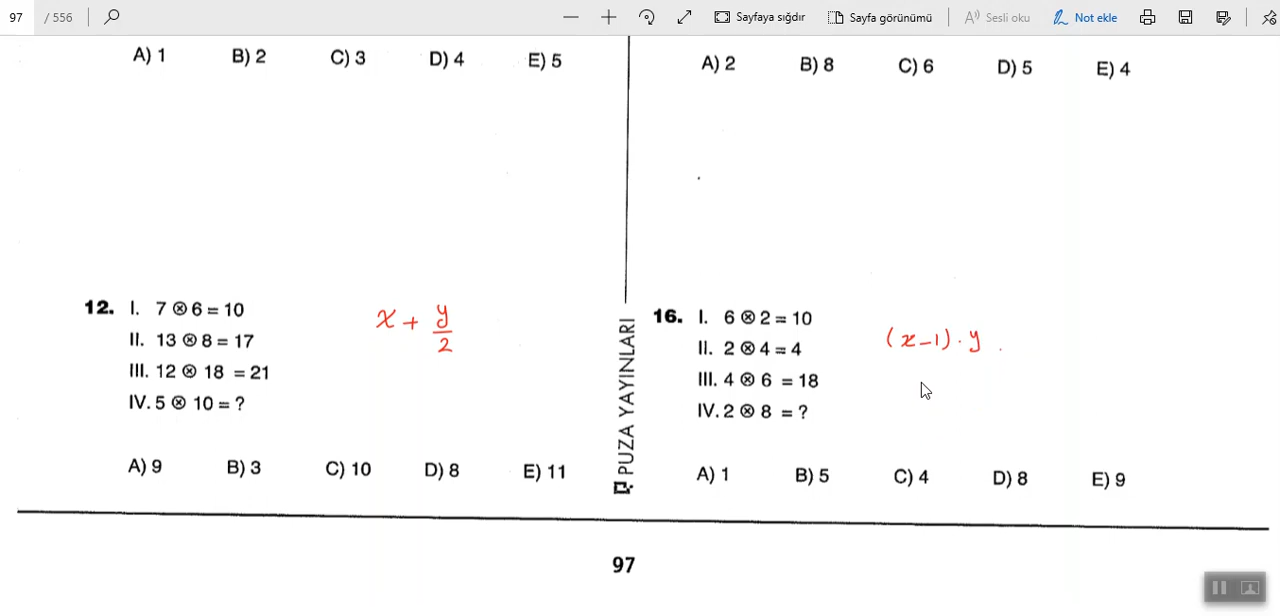 97 / 556 Sayfaya sığdır Sayfa görünümü Sesli oku Not ekle
A) 1 B) 2 C) 3 D) 4 E) 5
A) 2 B) 8 C) 6 D) 5 E) 4
12. I. 7 ⊗ 6 = 10
II. 13 ⊗ 8 = 17
III. 12 ⊗ 18 = 21
IV. 5 ⊗ 10 = ?
x + y/2
A) 9 B) 3 C) 10 D) 8 E) 11
PUZA YAYINLARI
16. I. 6 ⊗ 2 = 10
II. 2 ⊗ 4 = 4
III. 4 ⊗ 6 = 18
IV. 2 ⊗ 8 = ?
(x-1).y
A) 1 B) 5 C) 4 D) 8 E) 9
97